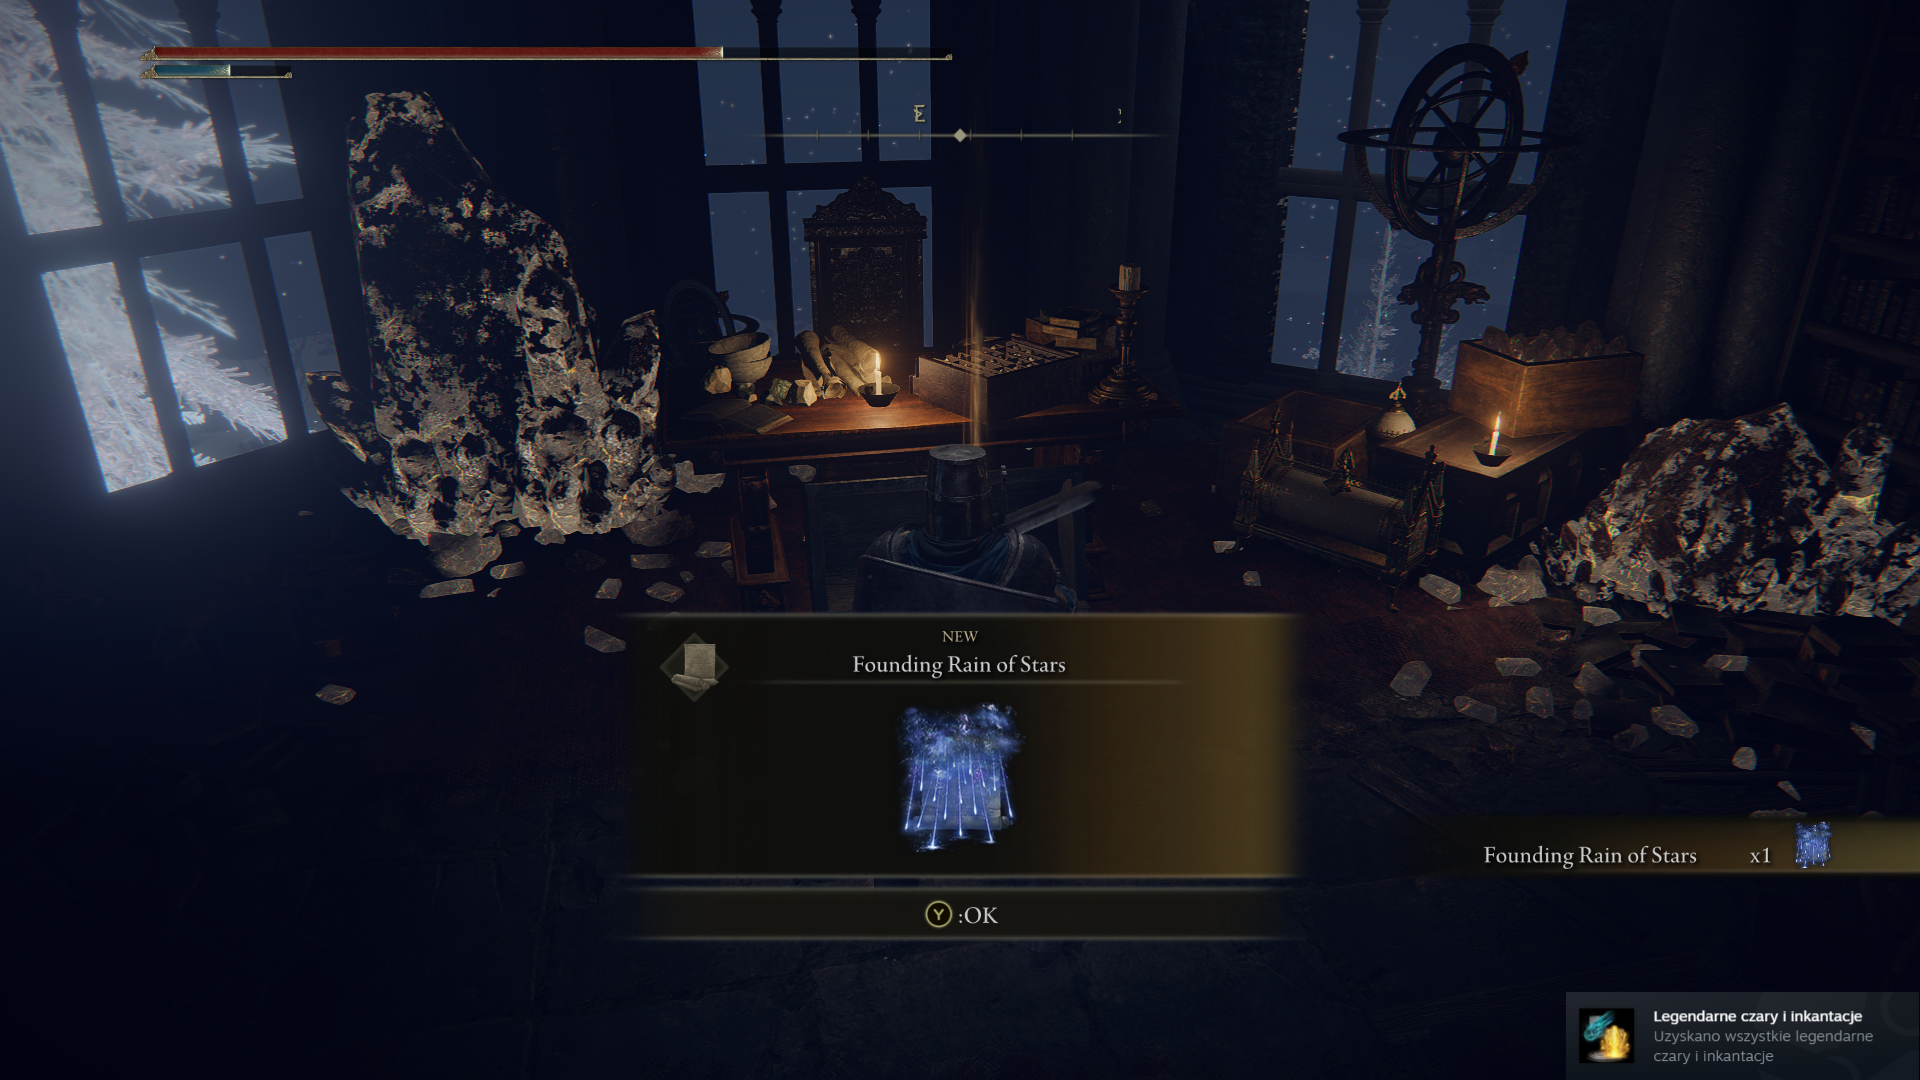 E
NEW
Founding Rain of Stars
Founding Rain of Stars x1
Y :OK
Legendarne czary i inkantacje
Uzyskano wszystkie legendarne
czary i inkantacje